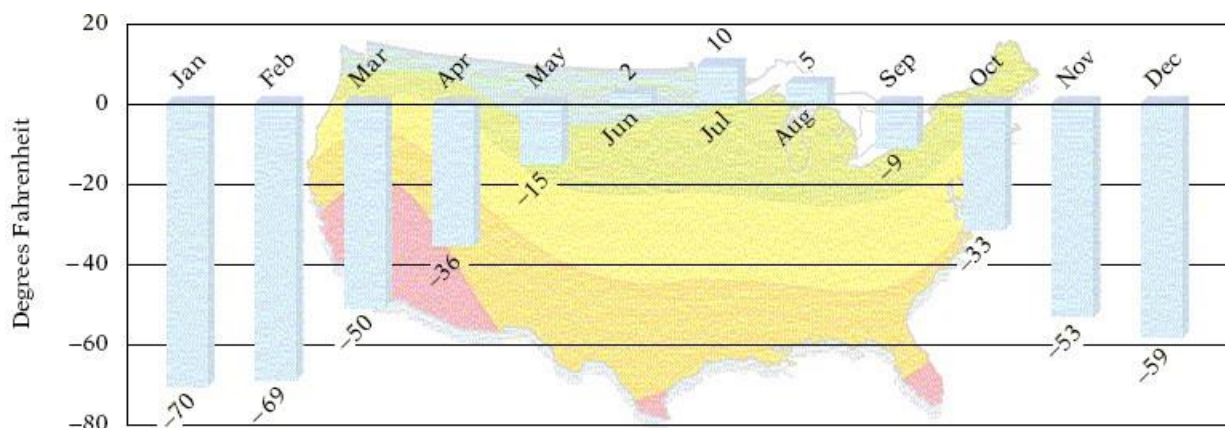 Degrees Fahrenheit
20
0
–20
–40
–60
–80
Jan
Feb
Mar
Apr
May
2
10
5
Sep
Oct
Nov
Dec
Jun
Jul
Aug
–70
–69
–50
–36
–15
–9
–33
–53
–59